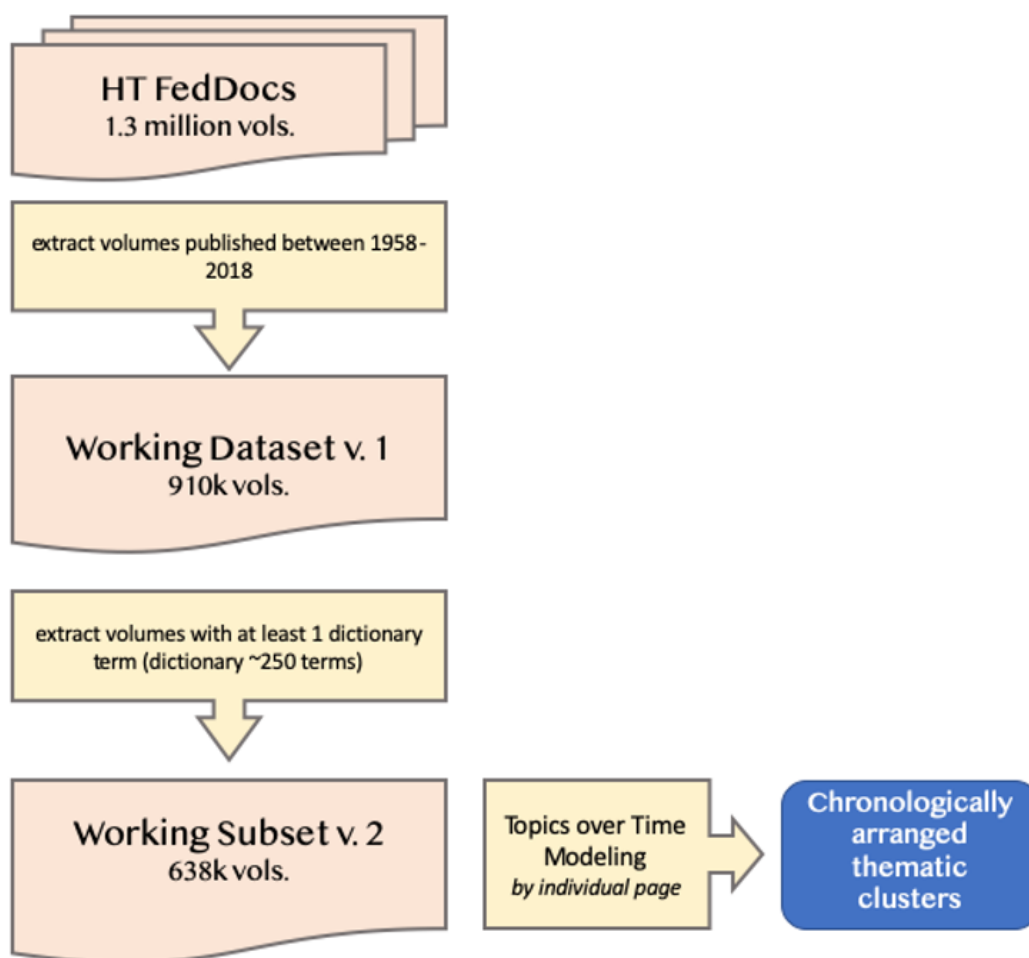 HT FedDocs
1.3 million vols.
extract volumes published between 1958-
2018
Working Dataset v. 1
910k vols.
extract volumes with at least 1 dictionary
term (dictionary ~250 terms)
Working Subset v. 2
638k vols.
Topics over Time
Modeling
by individual page
Chronologically
arranged
thematic
clusters